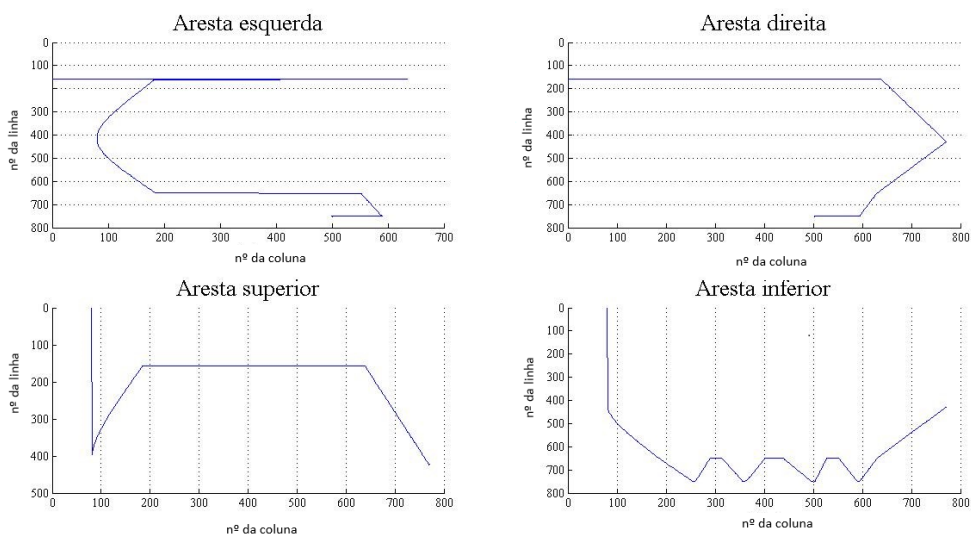 Aresta esquerda
0
100
200
300
400
500
600
700
800
nº da linha
0 100 200 300 400 500 600 700
nº da coluna
Aresta direita
0
100
200
300
400
500
600
700
800
nº da linha
0 100 200 300 400 500 600 700 800
nº da coluna
Aresta superior
0
100
200
300
400
500
nº da linha
0 100 200 300 400 500 600 700 800
nº da coluna
Aresta inferior
0
100
200
300
400
500
600
700
800
nº da linha
0 100 200 300 400 500 600 700 800
nº da coluna